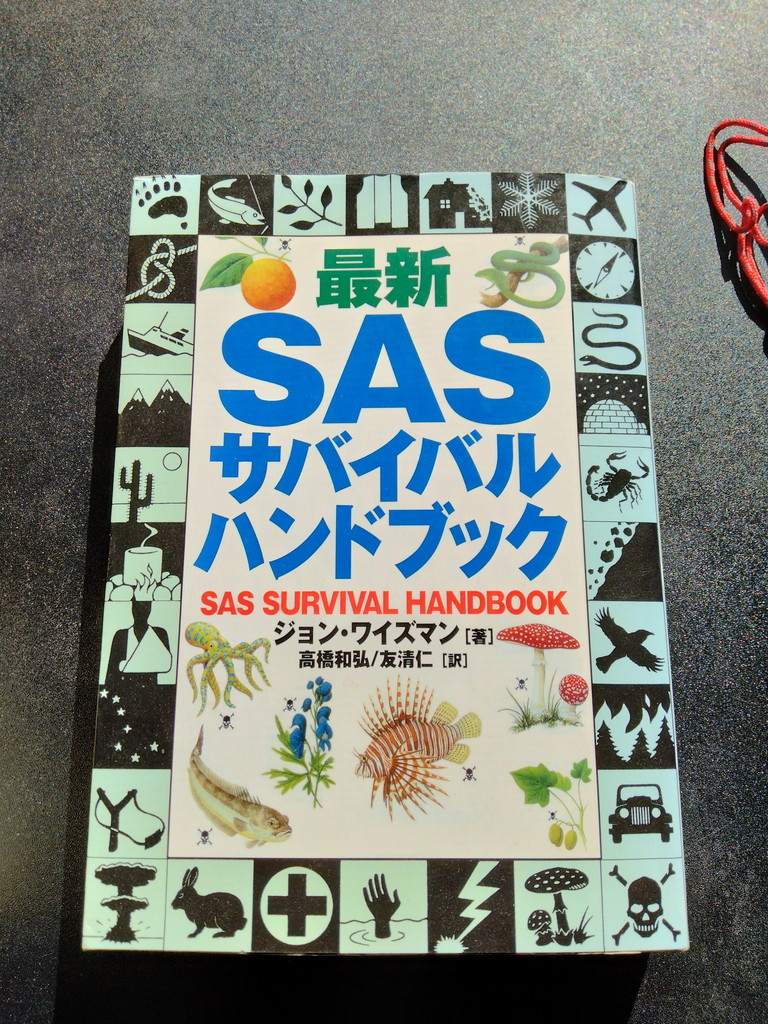 最新
SAS
サバイバル
ハンドブック
SAS SURVIVAL HANDBOOK
ジョン・ワイズマン[著]
高橋和弘/友清仁[訳]